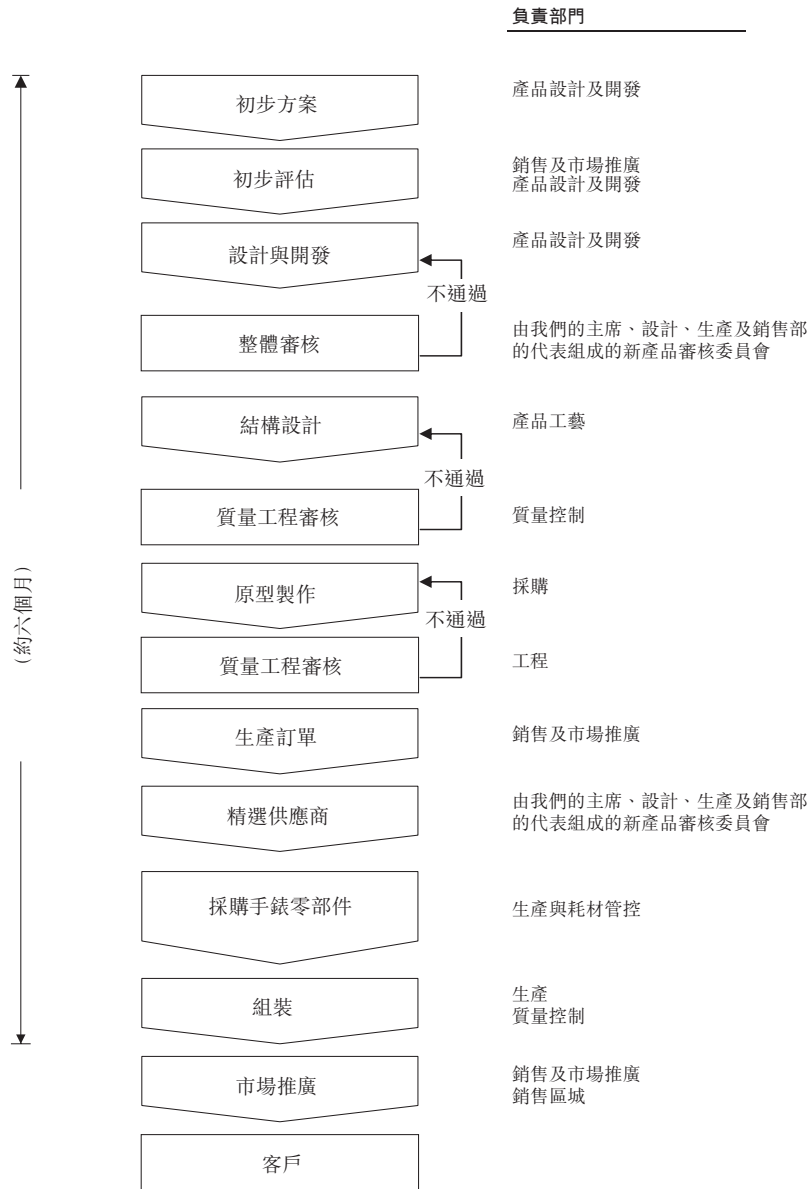 負責部門
初步方案
產品設計及開發
初步評估
銷售及市場推廣
產品設計及開發
設計與開發
產品設計及開發
不通過
整體審核
由我們的主席、設計、生產及銷售部
的代表組成的新產品審核委員會
結構設計
產品工藝
不通過
質量工程審核
質量控制
(約六個月)
原型製作
採購
不通過
質量工程審核
工程
生產訂單
銷售及市場推廣
精選供應商
由我們的主席、設計、生產及銷售部
的代表組成的新產品審核委員會
採購手錶零部件
生產與耗材管控
組裝
生產
質量控制
市場推廣
銷售及市場推廣
銷售區城
客戶